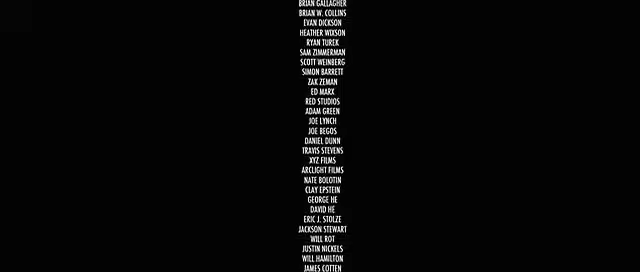 BRIAN GALLAGHER
BRIAN W. COLLINS
EVAN DICKSON
HEATHER WIXSON
RYAN TUREK
SAM ZIMMERMAN
SCOTT WEINBERG
SIMON BARRETT
ZAK ZEMAN
ED MARX
RED STUDIOS
ADAM GREEN
JOE LYNCH
JOE BEGOS
DANIEL DUNN
TRAVIS STEVENS
XYZ FILMS
ARCLIGHT FILMS
NATE BOLOTIN
CLAY EPSTEIN
GEORGE HE
DAVID HE
ERIC J. STOLZE
JACKSON STEWART
WILL ROT
JUSTIN NICKELS
WILL HAMILTON
JAMES COTTEN